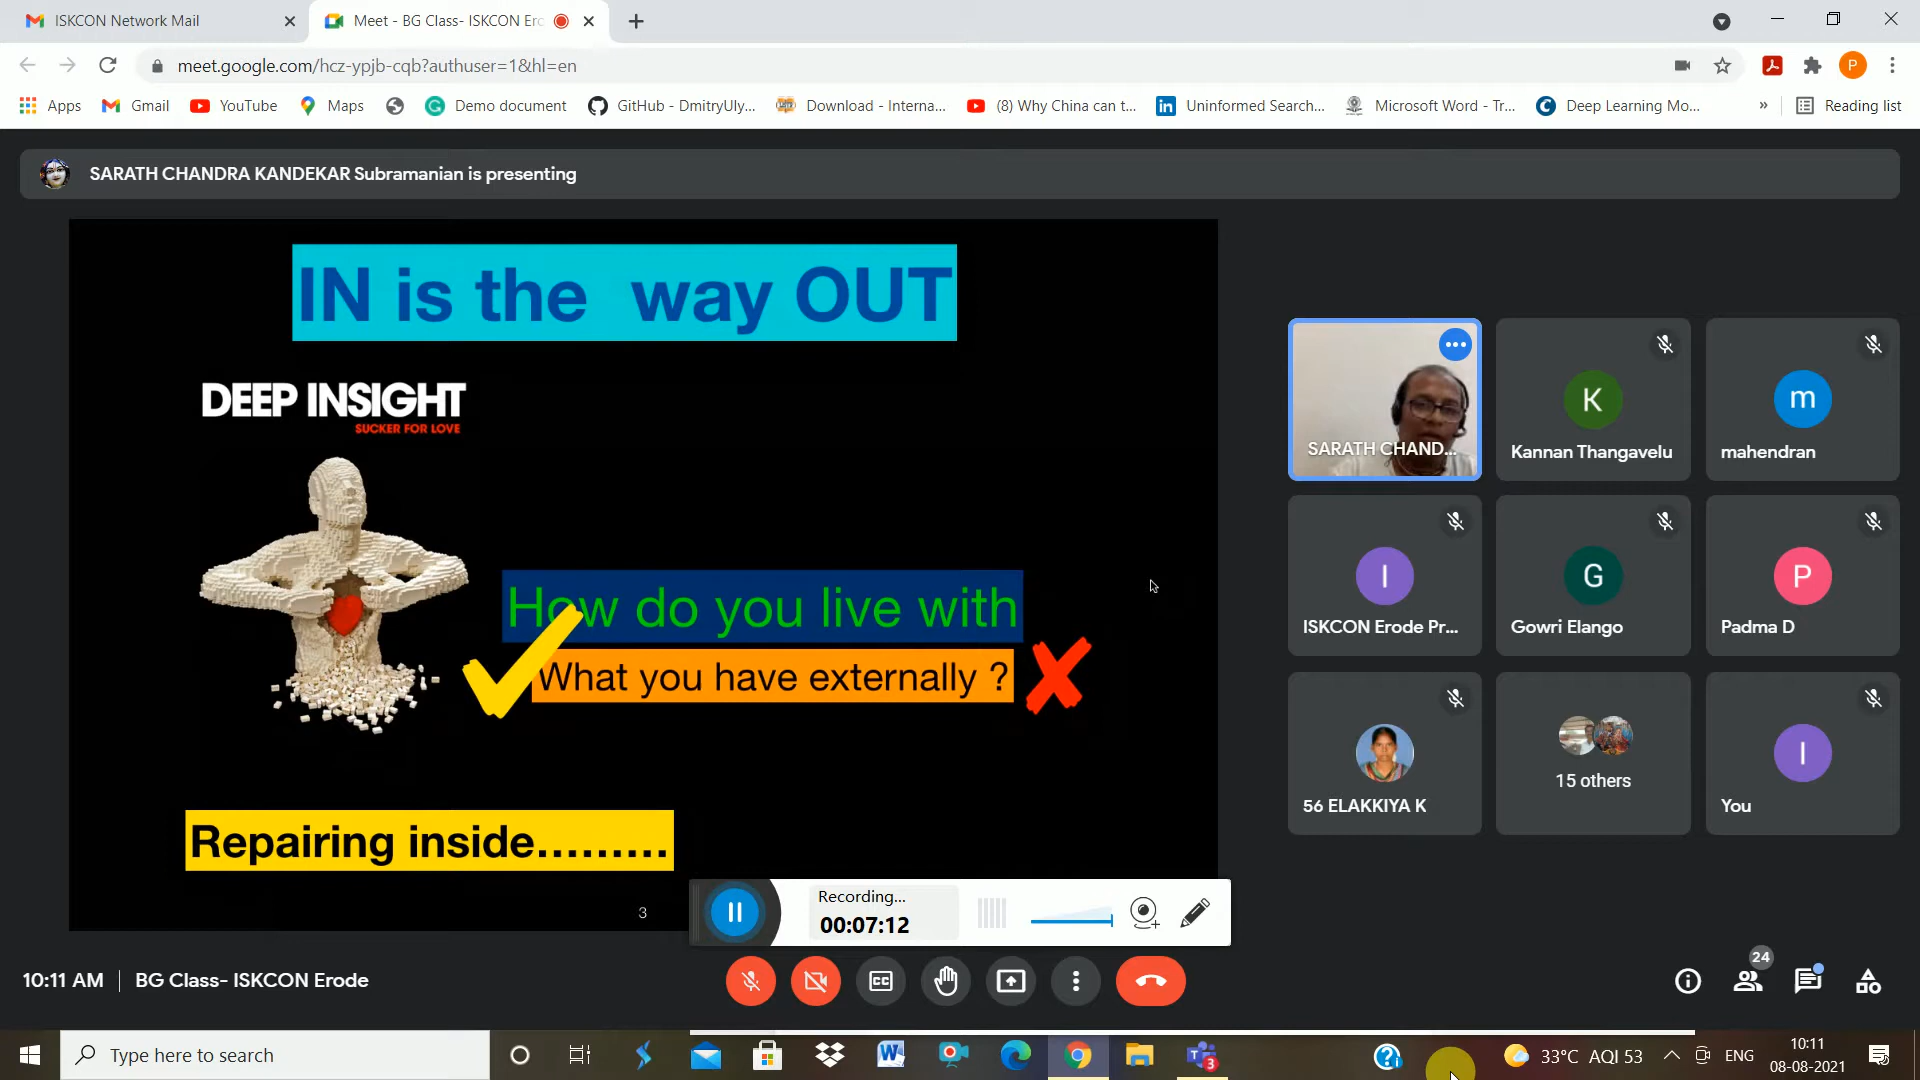 ISKCON Network Mail
Meet - BG Class- ISKCON Erc
meet.google.com/hcz-ypjb-cqb?authuser=1&hl=en
P
Apps
Gmail
YouTube
Maps
Demo document
GitHub - DmitryUly...
Download - Interna...
(8) Why China can t...
Uninformed Search...
Microsoft Word - Tr...
Deep Learning Mo...
»
Reading list
SARATH CHANDRA KANDEKAR Subramanian is presenting
IN is the way OUT
DEEP INSIGHT
SUCKER FOR LOVE
How do you live with
What you have externally ?
Repairing inside.........
3
SARATH CHAND...
K
Kannan Thangavelu
m
mahendran
I
ISKCON Erode Pr...
G
Gowri Elango
P
Padma D
56 ELAKKIYA K
15 others
I
You
Recording...
00:07:12
10:11 AM | BG Class- ISKCON Erode
CC
24
Type here to search
3
33°C AQI 53
ENG
10:11
08-08-2021